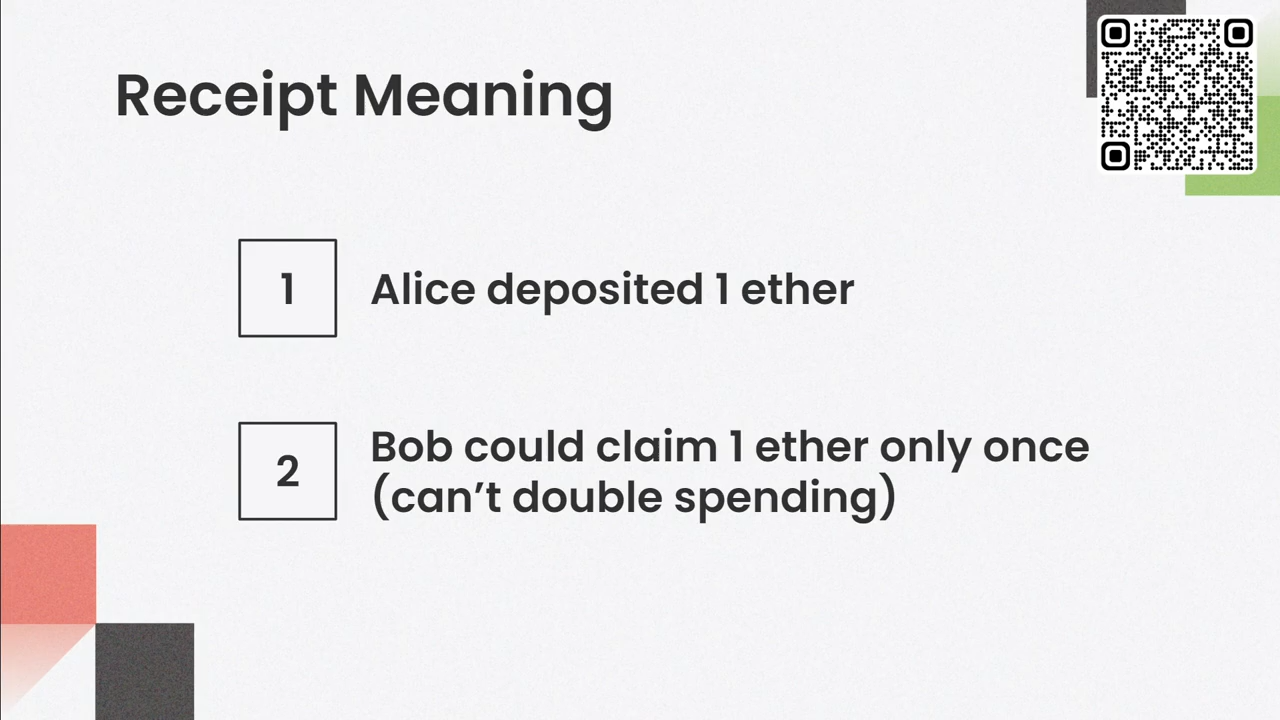 Receipt Meaning
1
Alice deposited 1 ether
2
Bob could claim 1 ether only once
(can’t double spending)